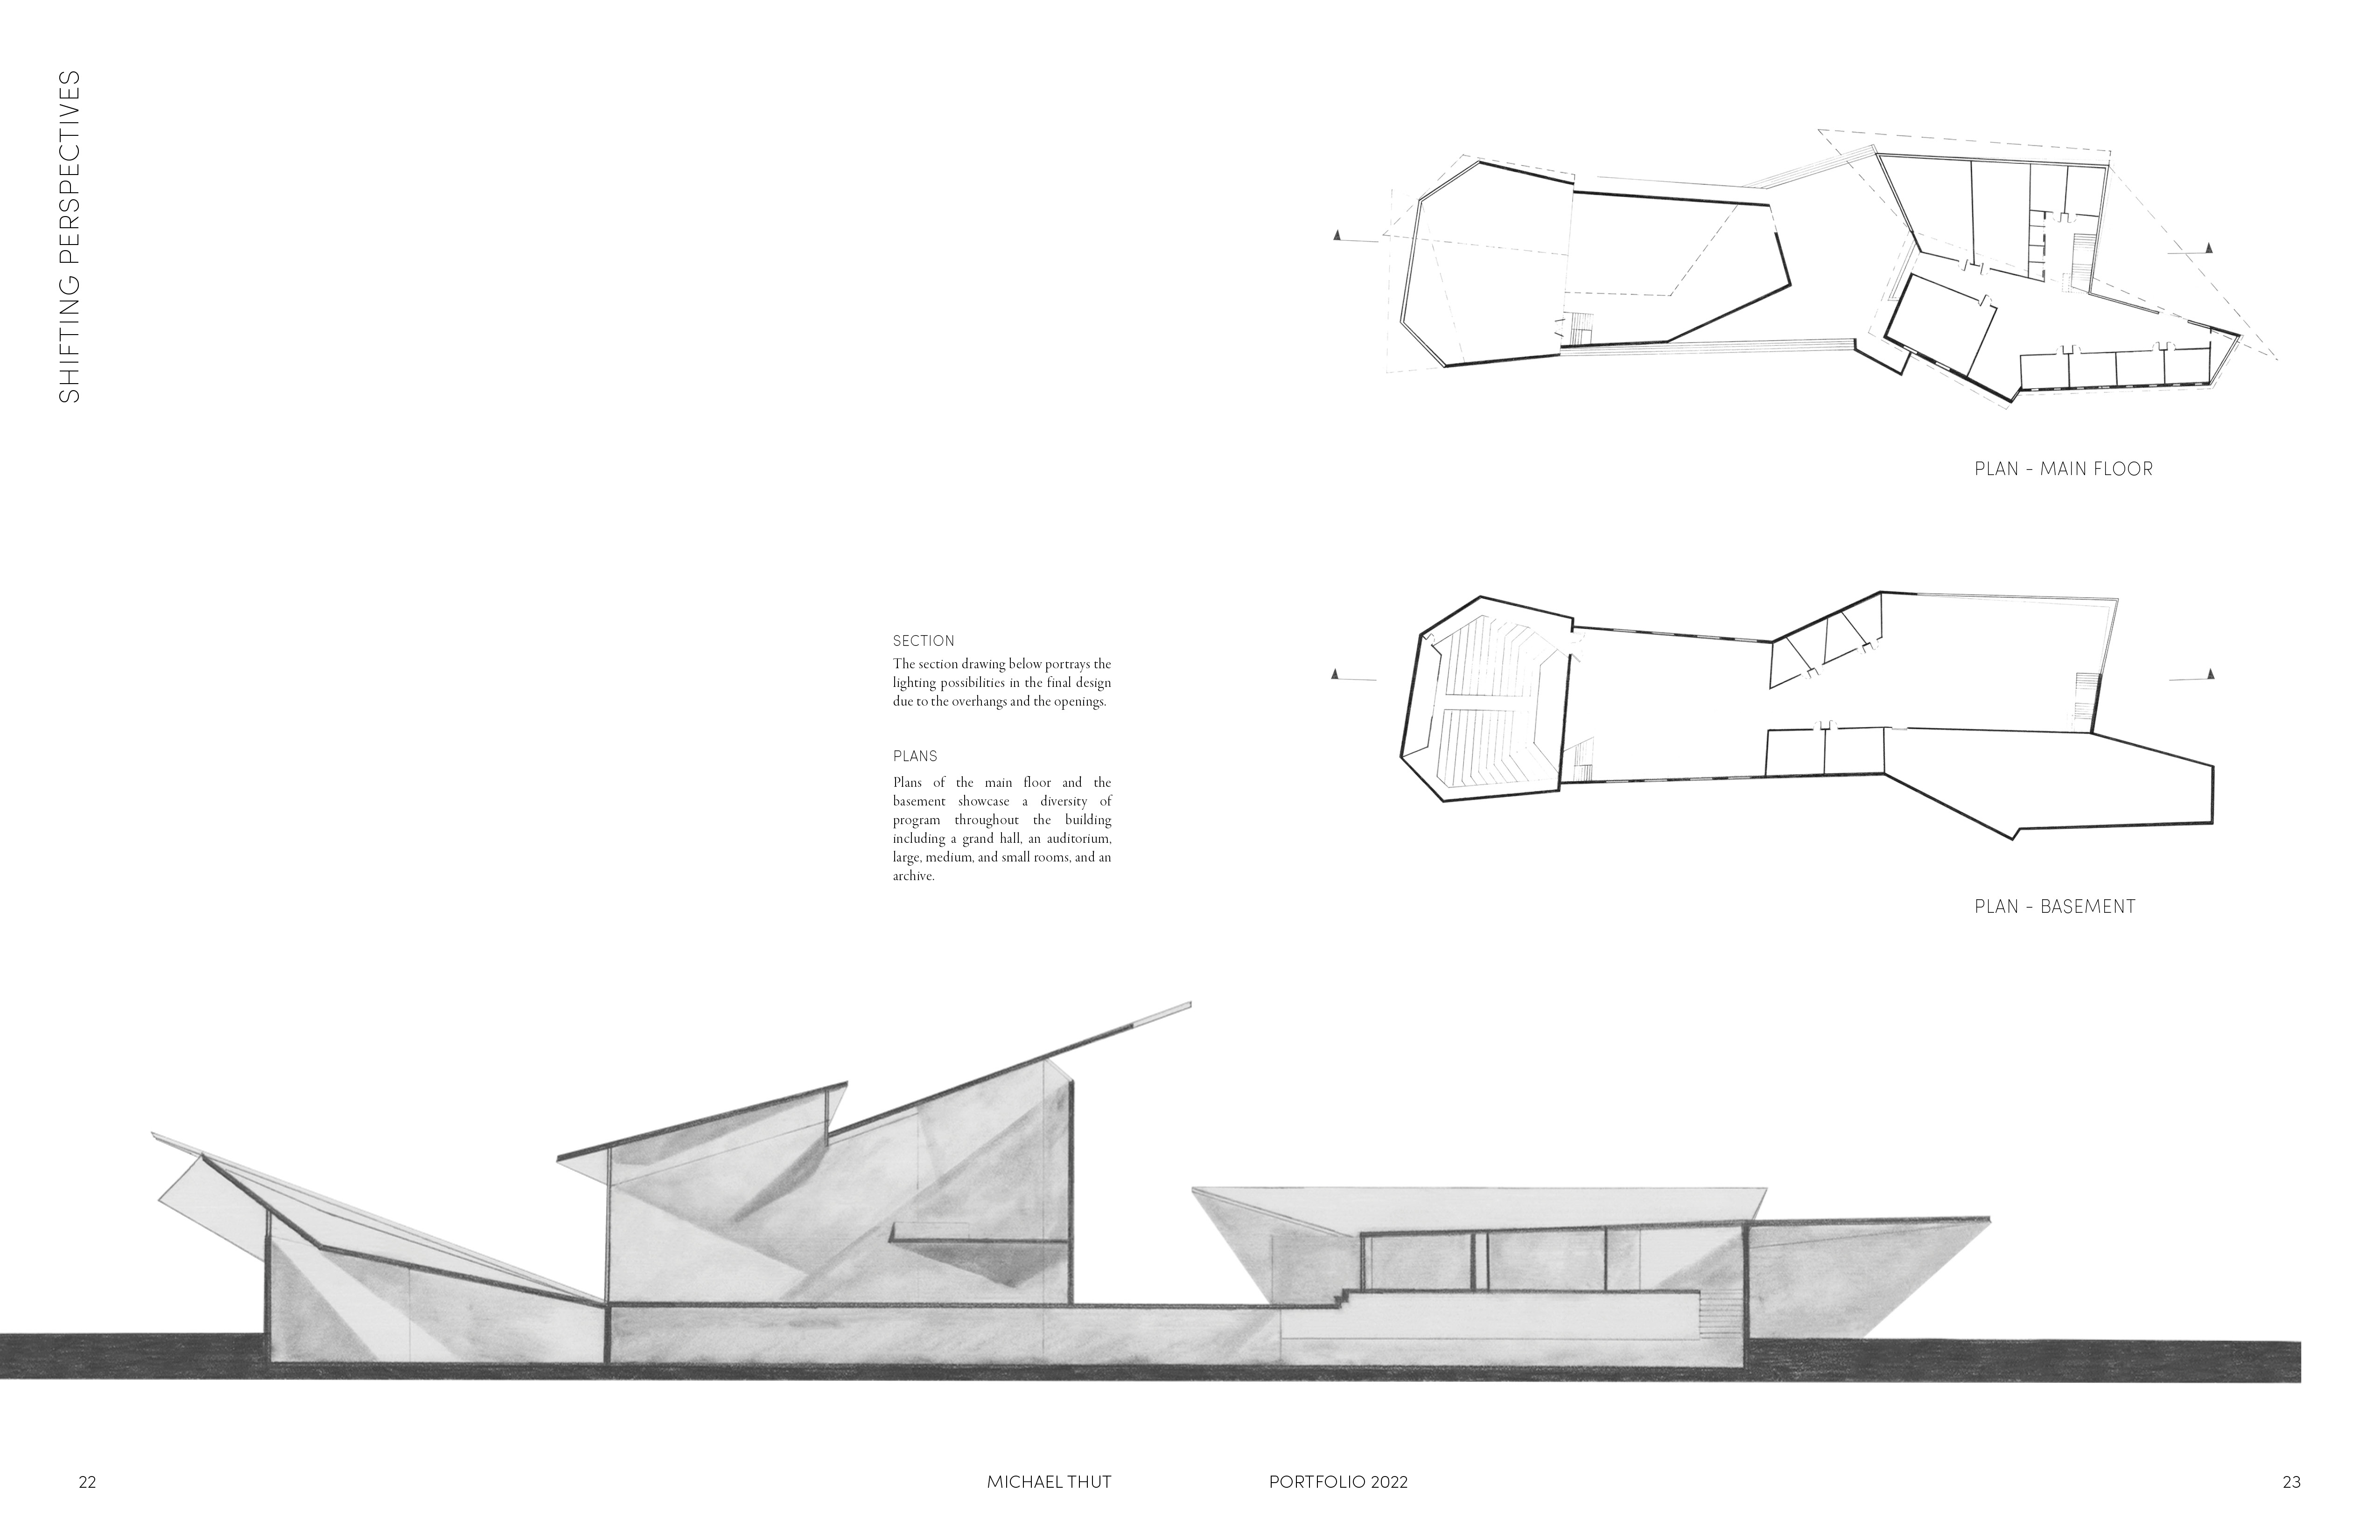 SHIFTING PERSPECTIVES
PLAN - MAIN FLOOR
SECTION
The section drawing below portrays the
lighting possibilities in the final design
due to the overhangs and the openings.
PLANS
Plans of the main floor and the
basement showcase a diversity of
program throughout the building
including a grand hall, an auditorium,
large, medium, and small rooms, and an
archive.
PLAN - BASEMENT
22
MICHAEL THUT
PORTFOLIO 2022
23